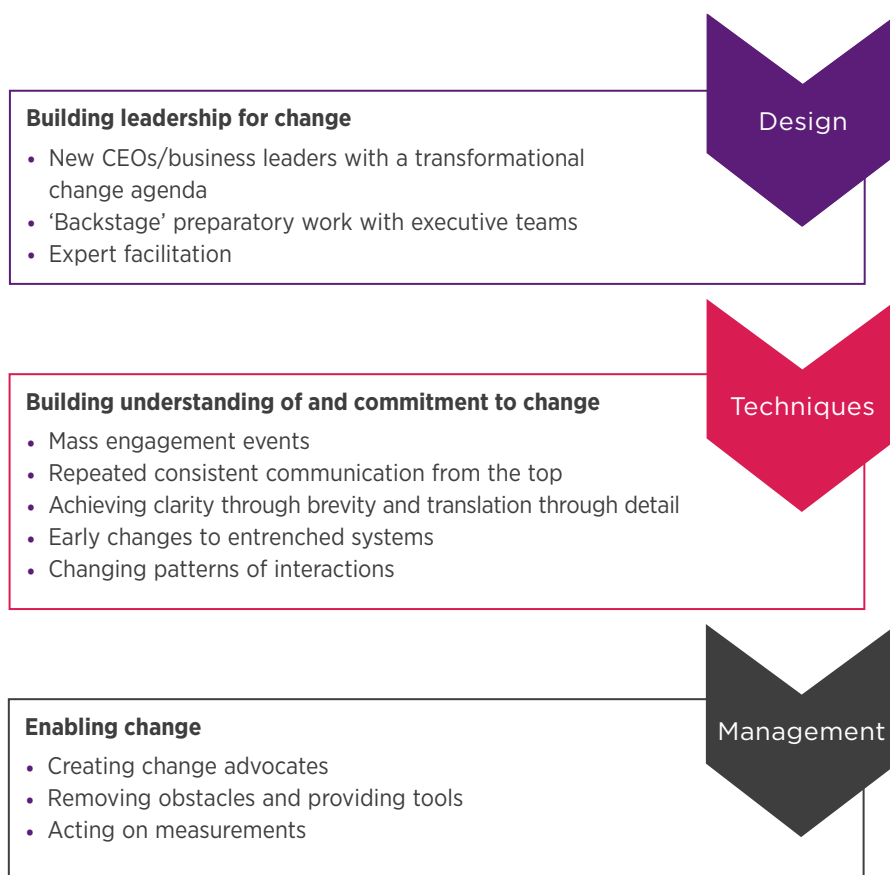 Design
Building leadership for change
• New CEOs/business leaders with a transformational
change agenda
• ‘Backstage’ preparatory work with executive teams
• Expert facilitation
Techniques
Building understanding of and commitment to change
• Mass engagement events
• Repeated consistent communication from the top
• Achieving clarity through brevity and translation through detail
• Early changes to entrenched systems
• Changing patterns of interactions
Management
Enabling change
• Creating change advocates
• Removing obstacles and providing tools
• Acting on measurements